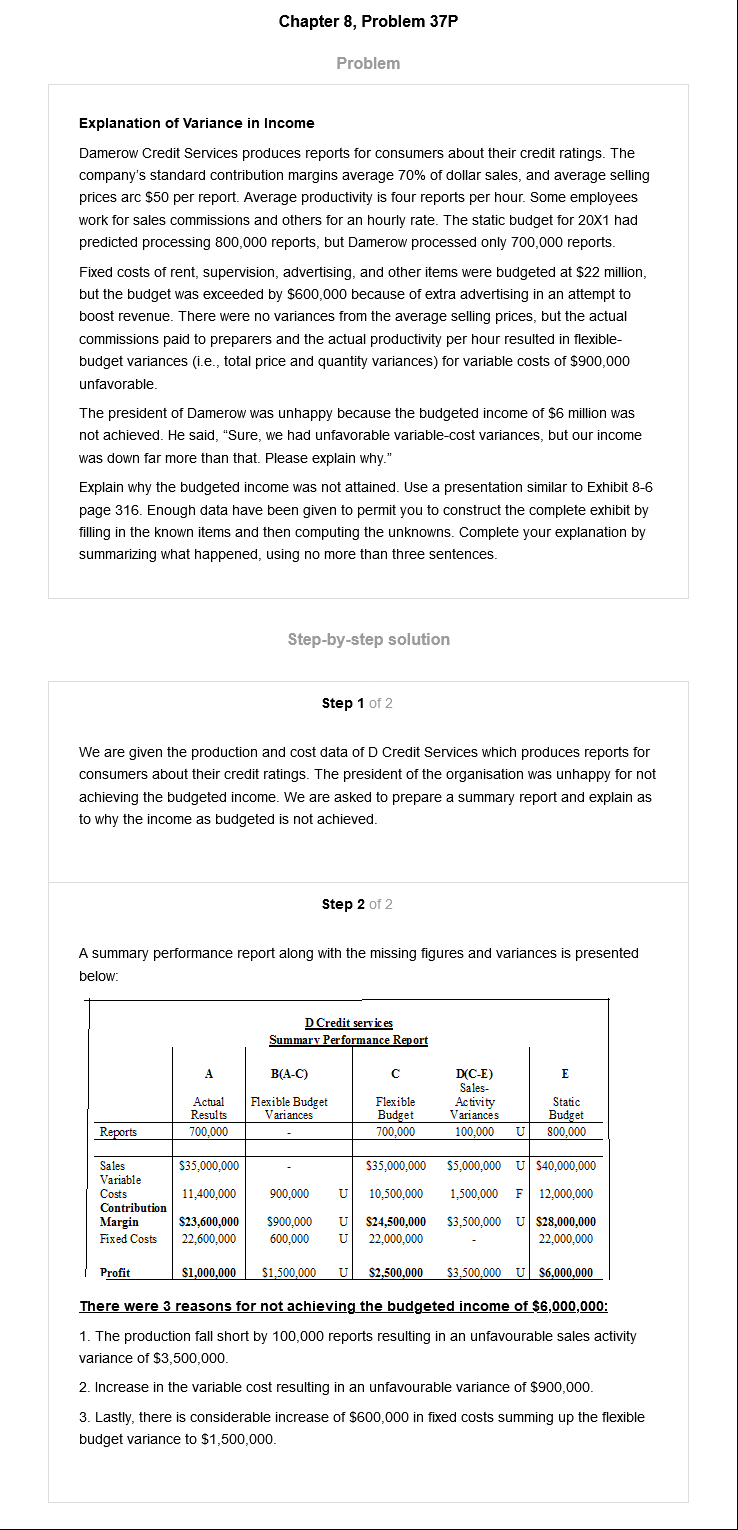 Chapter 8, Problem 37P
Problem
Explanation of Variance in Income
Damerow Credit Services produces reports for consumers about their credit ratings. The
company's standard contribution margins average 70% of dollar sales, and average selling
prices arc $50 per report. Average productivity is four reports per hour. Some employees
work for sales commissions and others for an hourly rate. The static budget for 20X1 had
predicted processing 800,000 reports, but Damerow processed only 700,000 reports.
Fixed costs of rent, supervision, advertising, and other items were budgeted at $22 million,
but the budget was exceeded by $600,000 because of extra advertising in an attempt to
boost revenue. There were no variances from the average selling prices, but the actual
commissions paid to preparers and the actual productivity per hour resulted in flexible-
budget variances (i.e., total price and quantity variances) for variable costs of $900,000
unfavorable.
The president of Damerow was unhappy because the budgeted income of $6 million was
not achieved. He said, “Sure, we had unfavorable variable-cost variances, but our income
was down far more than that. Please explain why.”
Explain why the budgeted income was not attained. Use a presentation similar to Exhibit 8-6
page 316. Enough data have been given to permit you to construct the complete exhibit by
filling in the known items and then computing the unknowns. Complete your explanation by
summarizing what happened, using no more than three sentences.
Step-by-step solution
Step 1 of 2
We are given the production and cost data of D Credit Services which produces reports for
consumers about their credit ratings. The president of the organisation was unhappy for not
achieving the budgeted income. We are asked to prepare a summary report and explain as
to why the income as budgeted is not achieved.
Step 2 of 2
A summary performance report along with the missing figures and variances is presented
below:
D Credit services
Summary Performance Report
A B(A-C) C D(C-E) E
Sales-
Actual Flexible Budget Flexible Activity Static
Results Variances Budget Variances Budget
Reports 700,000 - 700,000 100,000 U 800,000
Sales $35,000,000 - $35,000,000 $5,000,000 U $40,000,000
Variable
Costs 11,400,000 900,000 U 10,500,000 1,500,000 F 12,000,000
Contribution
Margin $23,600,000 $900,000 U $24,500,000 $3,500,000 U $28,000,000
Fixed Costs 22,600,000 600,000 U 22,000,000 - 22,000,000
Profit $1,000,000 $1,500,000 U $2,500,000 $3,500,000 U $6,000,000
There were 3 reasons for not achieving the budgeted income of $6,000,000:
1. The production fall short by 100,000 reports resulting in an unfavourable sales activity
variance of $3,500,000.
2. Increase in the variable cost resulting in an unfavourable variance of $900,000.
3. Lastly, there is considerable increase of $600,000 in fixed costs summing up the flexible
budget variance to $1,500,000.